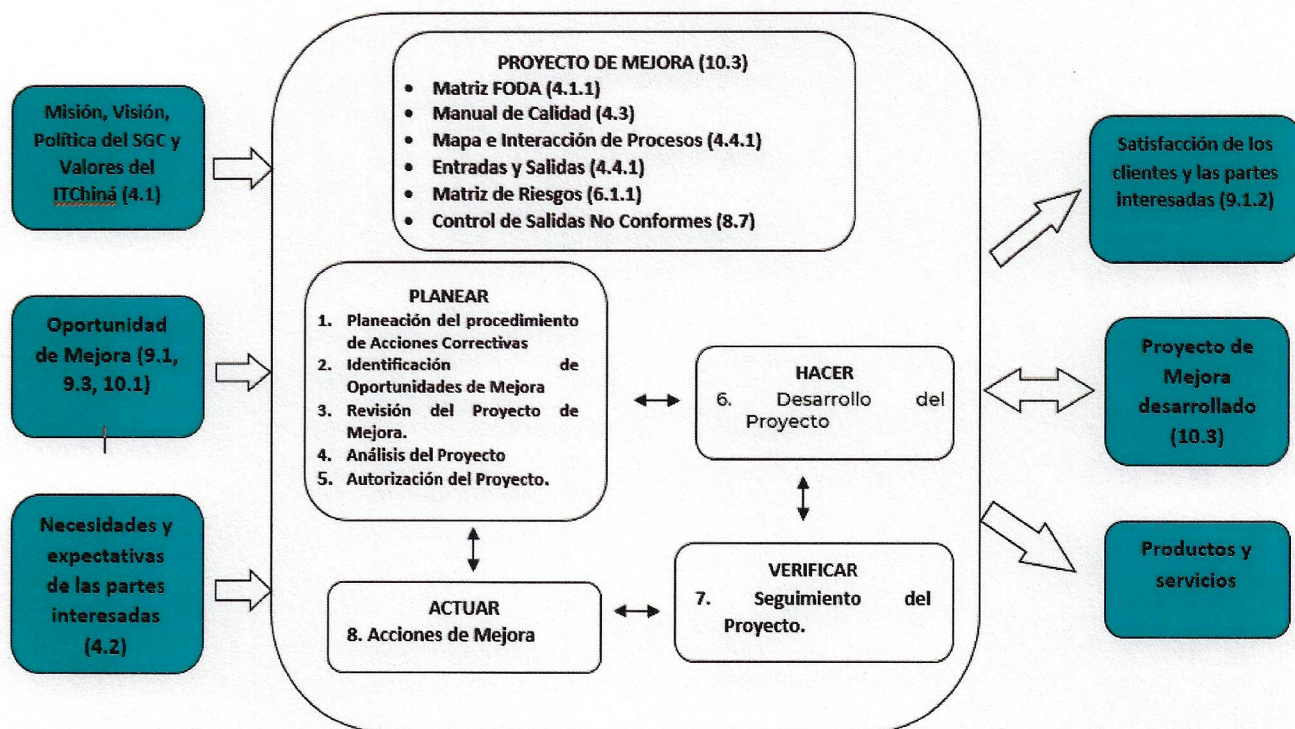 PROYECTO DE MEJORA (10.3)
• Matriz FODA (4.1.1)
• Manual de Calidad (4.3)
• Mapa e Interacción de Procesos (4.4.1)
• Entradas y Salidas (4.4.1)
• Matriz de Riesgos (6.1.1)
• Control de Salidas No Conformes (8.7)
Misión, Visión,
Política del SGC y
Valores del
ITChiná (4.1)
Oportunidad
de Mejora (9.1,
9.3, 10.1)
Necesidades y
expectativas
de las partes
interesadas
(4.2)
PLANEAR
1. Planeación del procedimiento
de Acciones Correctivas
2. Identificación de
Oportunidades de Mejora
3. Revisión del Proyecto de
Mejora.
4. Análisis del Proyecto
5. Autorización del Proyecto.
HACER
6. Desarrollo del
Proyecto
VERIFICAR
7. Seguimiento del
Proyecto.
ACTUAR
8. Acciones de Mejora
Satisfacción de los
clientes y las partes
interesadas (9.1.2)
Proyecto de
Mejora
desarrollado
(10.3)
Productos y
servicios